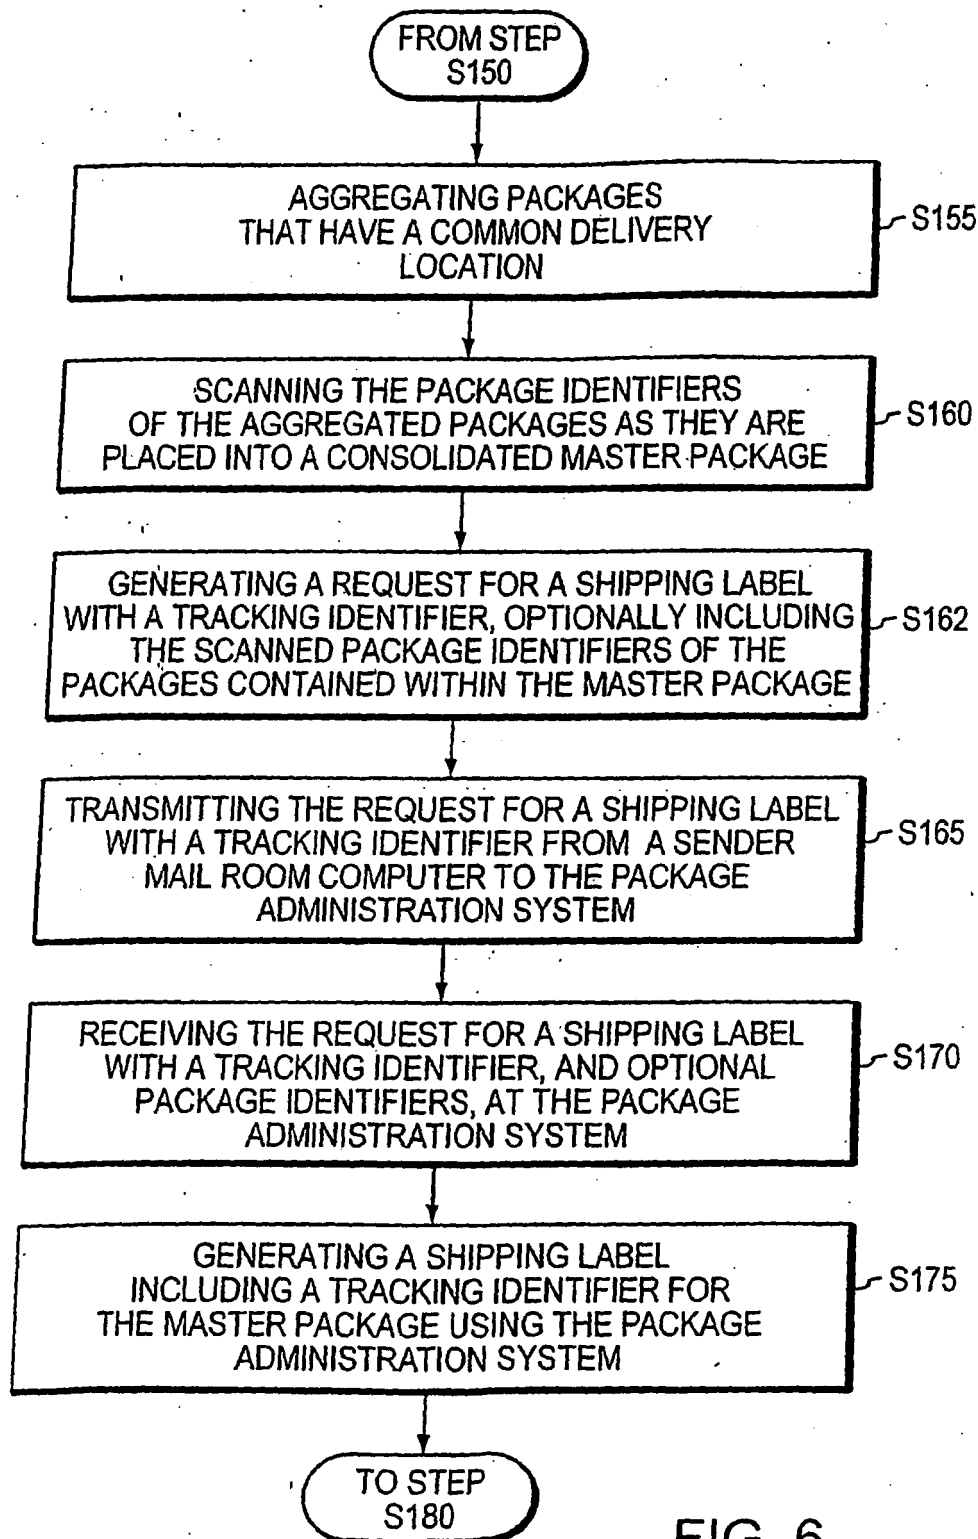 FROM STEP
S150
AGGREGATING PACKAGES
THAT HAVE A COMMON DELIVERY
LOCATION
S155
SCANNING THE PACKAGE IDENTIFIERS
OF THE AGGREGATED PACKAGES AS THEY ARE
PLACED INTO A CONSOLIDATED MASTER PACKAGE
S160
GENERATING A REQUEST FOR A SHIPPING LABEL
WITH A TRACKING IDENTIFIER, OPTIONALLY INCLUDING
THE SCANNED PACKAGE IDENTIFIERS OF THE
PACKAGES CONTAINED WITHIN THE MASTER PACKAGE
S162
TRANSMITTING THE REQUEST FOR A SHIPPING LABEL
WITH A TRACKING IDENTIFIER FROM A SENDER
MAIL ROOM COMPUTER TO THE PACKAGE
ADMINISTRATION SYSTEM
S165
RECEIVING THE REQUEST FOR A SHIPPING LABEL
WITH A TRACKING IDENTIFIER, AND OPTIONAL
PACKAGE IDENTIFIERS, AT THE PACKAGE
ADMINISTRATION SYSTEM
S170
GENERATING A SHIPPING LABEL
INCLUDING A TRACKING IDENTIFIER FOR
THE MASTER PACKAGE USING THE PACKAGE
ADMINISTRATION SYSTEM
S175
TO STEP
S180
FIG. 6